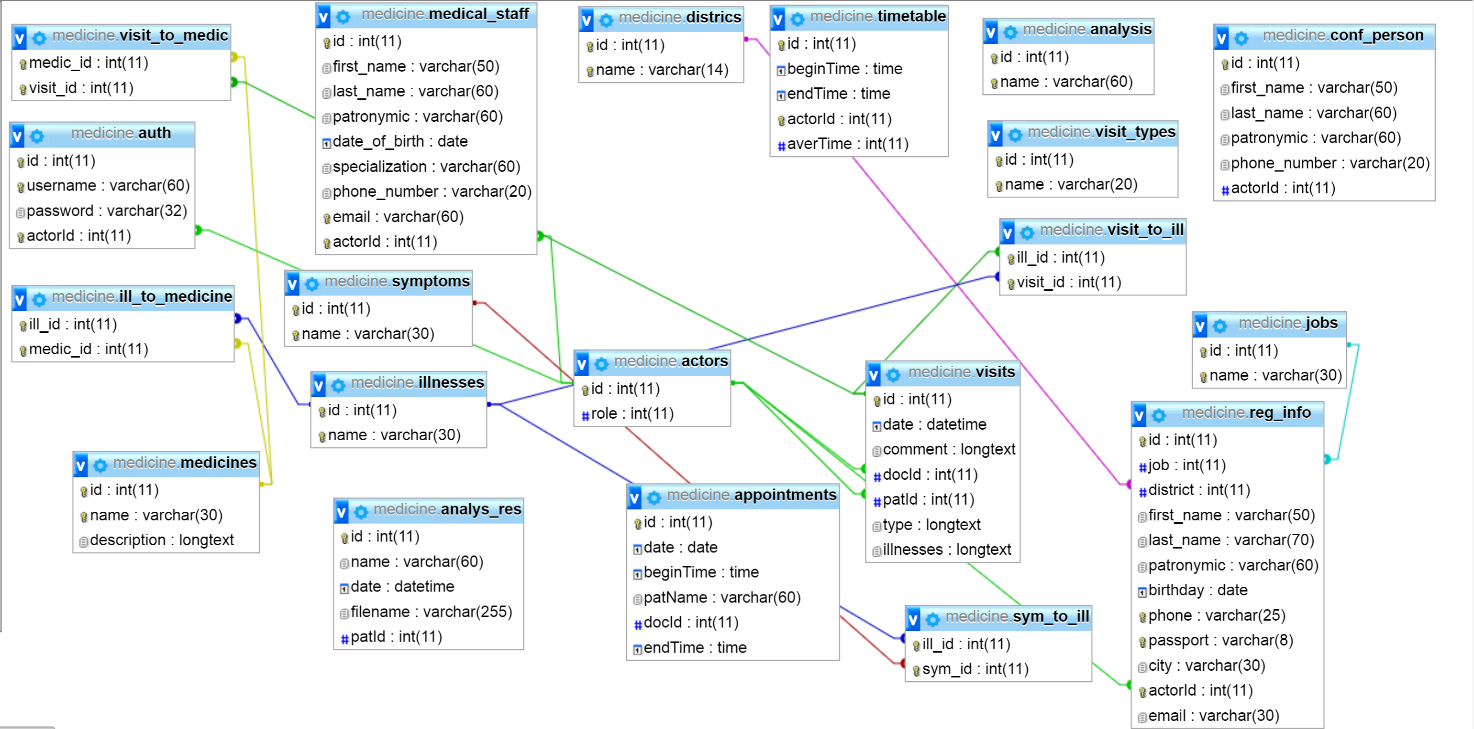 medicine.visit_to_medic
medic_id : int(11)
visit_id : int(11)
medicine.medical_staff
id : int(11)
first_name : varchar(50)
last_name : varchar(60)
patronymic : varchar(60)
date_of_birth : date
specialization : varchar(60)
phone_number : varchar(20)
email : varchar(60)
actorId : int(11)
medicine.districs
id : int(11)
name : varchar(14)
medicine.timetable
id : int(11)
beginTime : time
endTime : time
actorId : int(11)
averTime : int(11)
medicine.analysis
id : int(11)
name : varchar(60)
medicine.conf_person
id : int(11)
first_name : varchar(50)
last_name : varchar(60)
patronymic : varchar(60)
phone_number : varchar(20)
actorId : int(11)
medicine.auth
id : int(11)
username : varchar(60)
password : varchar(32)
actorId : int(11)
medicine.visit_types
id : int(11)
name : varchar(20)
medicine.visit_to_ill
ill_id : int(11)
visit_id : int(11)
medicine.symptoms
id : int(11)
name : varchar(30)
medicine.ill_to_medicine
ill_id : int(11)
medic_id : int(11)
medicine.jobs
id : int(11)
name : varchar(30)
medicine.actors
id : int(11)
role : int(11)
medicine.visits
id : int(11)
date : datetime
comment : longtext
docId : int(11)
patId : int(11)
type : longtext
illnesses : longtext
medicine.illnesses
id : int(11)
name : varchar(30)
medicine.reg_info
id : int(11)
job : int(11)
district : int(11)
first_name : varchar(50)
last_name : varchar(70)
patronymic : varchar(60)
birthday : date
phone : varchar(25)
passport : varchar(8)
city : varchar(30)
actorId : int(11)
email : varchar(30)
medicine.medicines
id : int(11)
name : varchar(30)
description : longtext
medicine.analys_res
id : int(11)
name : varchar(60)
date : datetime
filename : varchar(255)
patId : int(11)
medicine.appointments
id : int(11)
date : date
beginTime : time
patName : varchar(60)
docId : int(11)
endTime : time
medicine.sym_to_ill
ill_id : int(11)
sym_id : int(11)